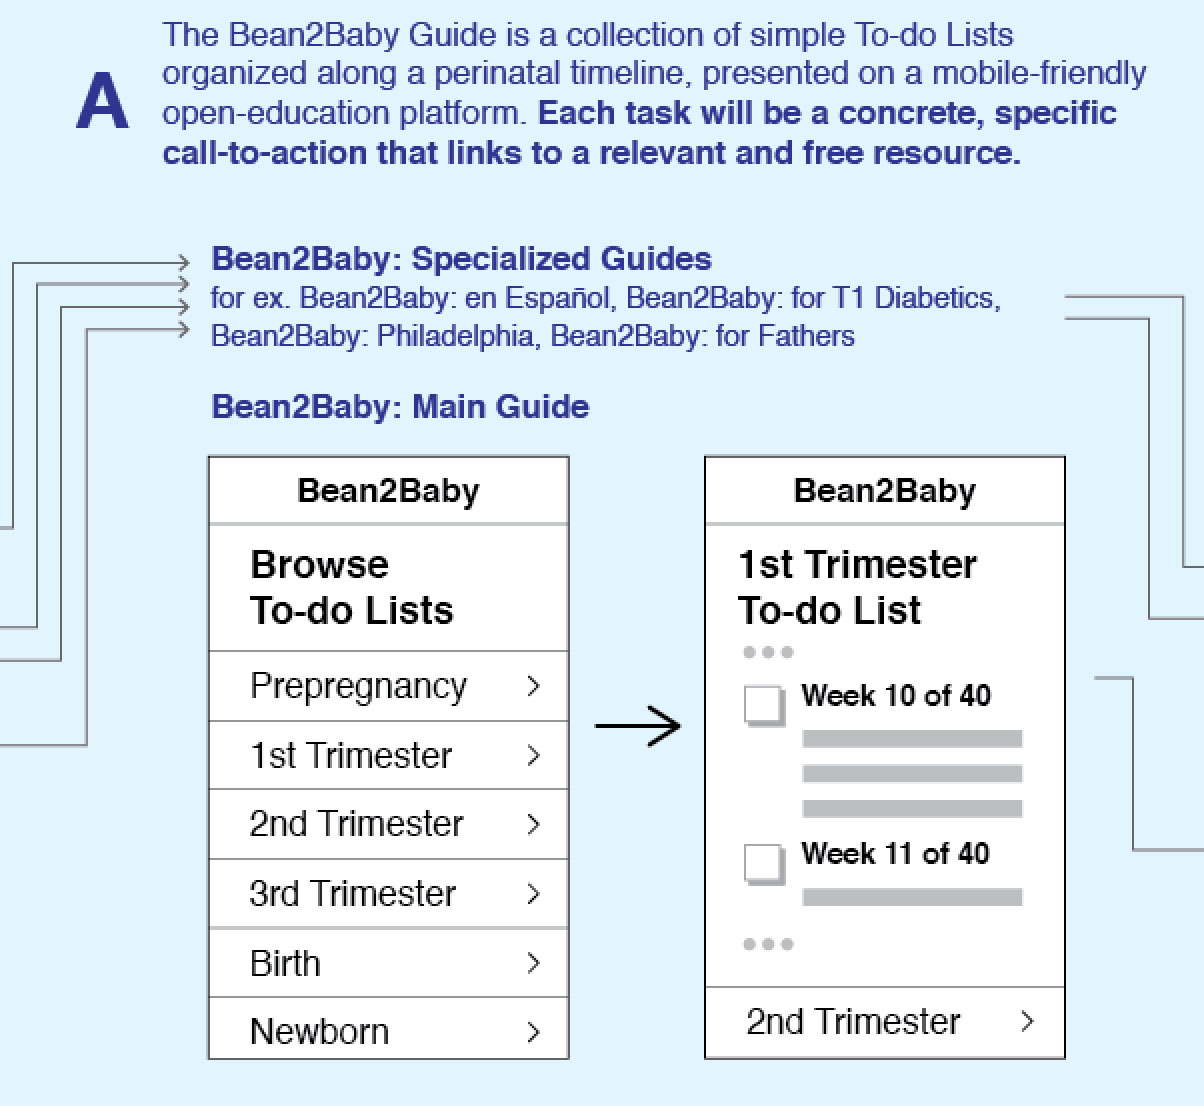 The Bean2Baby Guide is a collection of simple To-do Lists
organized along a perinatal timeline, presented on a mobile-friendly
A
open-education platform. Each task will be a concrete, specific
call-to-action that links to a relevant and free resource.
Bean2Baby: Specialized Guides
for ex. Bean2Baby: en Español, Bean2Baby: for T1 Diabetics,
Bean2Baby: Philadelphia, Bean2Baby: for Fathers
Bean2Baby: Main Guide
Bean2Baby
Browse
To-do Lists
Prepregnancy
1st Trimester
2nd Trimester
3rd Trimester
Birth
Newborn
Bean2Baby
1st Trimester
To-do List
Week 10 of 40
Week 11 of 40
2nd Trimester